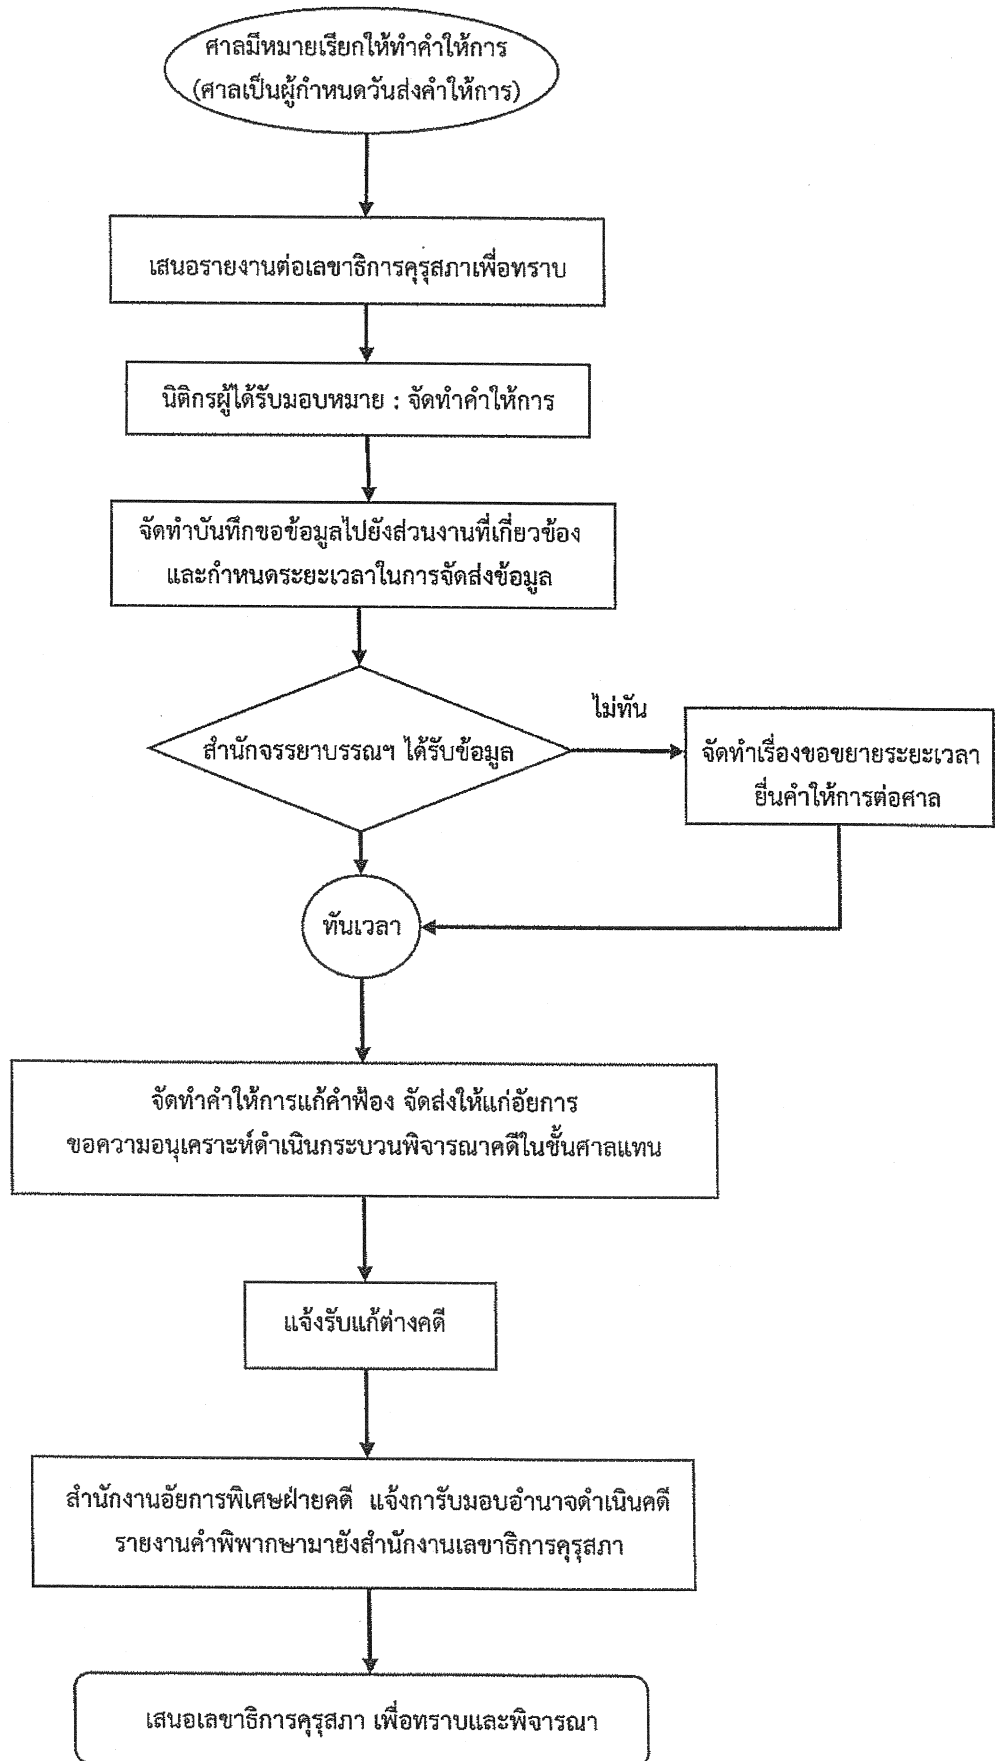 ศาลมีหมายเรียกให้ทำคำให้การ
(ศาลเป็นผู้กำหนดวันส่งคำให้การ)
เสนอรายงานต่อเลขาธิการคุรุสภาเพื่อทราบ
นิติกรผู้ได้รับมอบหมาย : จัดทำคำให้การ
จัดทำบันทึกขอข้อมูลไปยังส่วนงานที่เกี่ยวข้อง
และกำหนดระยะเวลาในการจัดส่งข้อมูล
สำนักจรรยาบรรณฯ ได้รับข้อมูล
ไม่ทัน
จัดทำเรื่องขอขยายระยะเวลา
ยื่นคำให้การต่อศาล
ทันเวลา
จัดทำคำให้การแก้คำฟ้อง จัดส่งให้แก่อัยการ
ขอความอนุเคราะห์ดำเนินกระบวนพิจารณาคดีในชั้นศาลแทน
แจ้งรับแก้ต่างคดี
สำนักงานอัยการพิเศษฝ่ายคดี แจ้งการับมอบอำนาจดำเนินคดี
รายงานคำพิพากษามายังสำนักงานเลขาธิการคุรุสภา
เสนอเลขาธิการคุรุสภา เพื่อทราบและพิจารณา